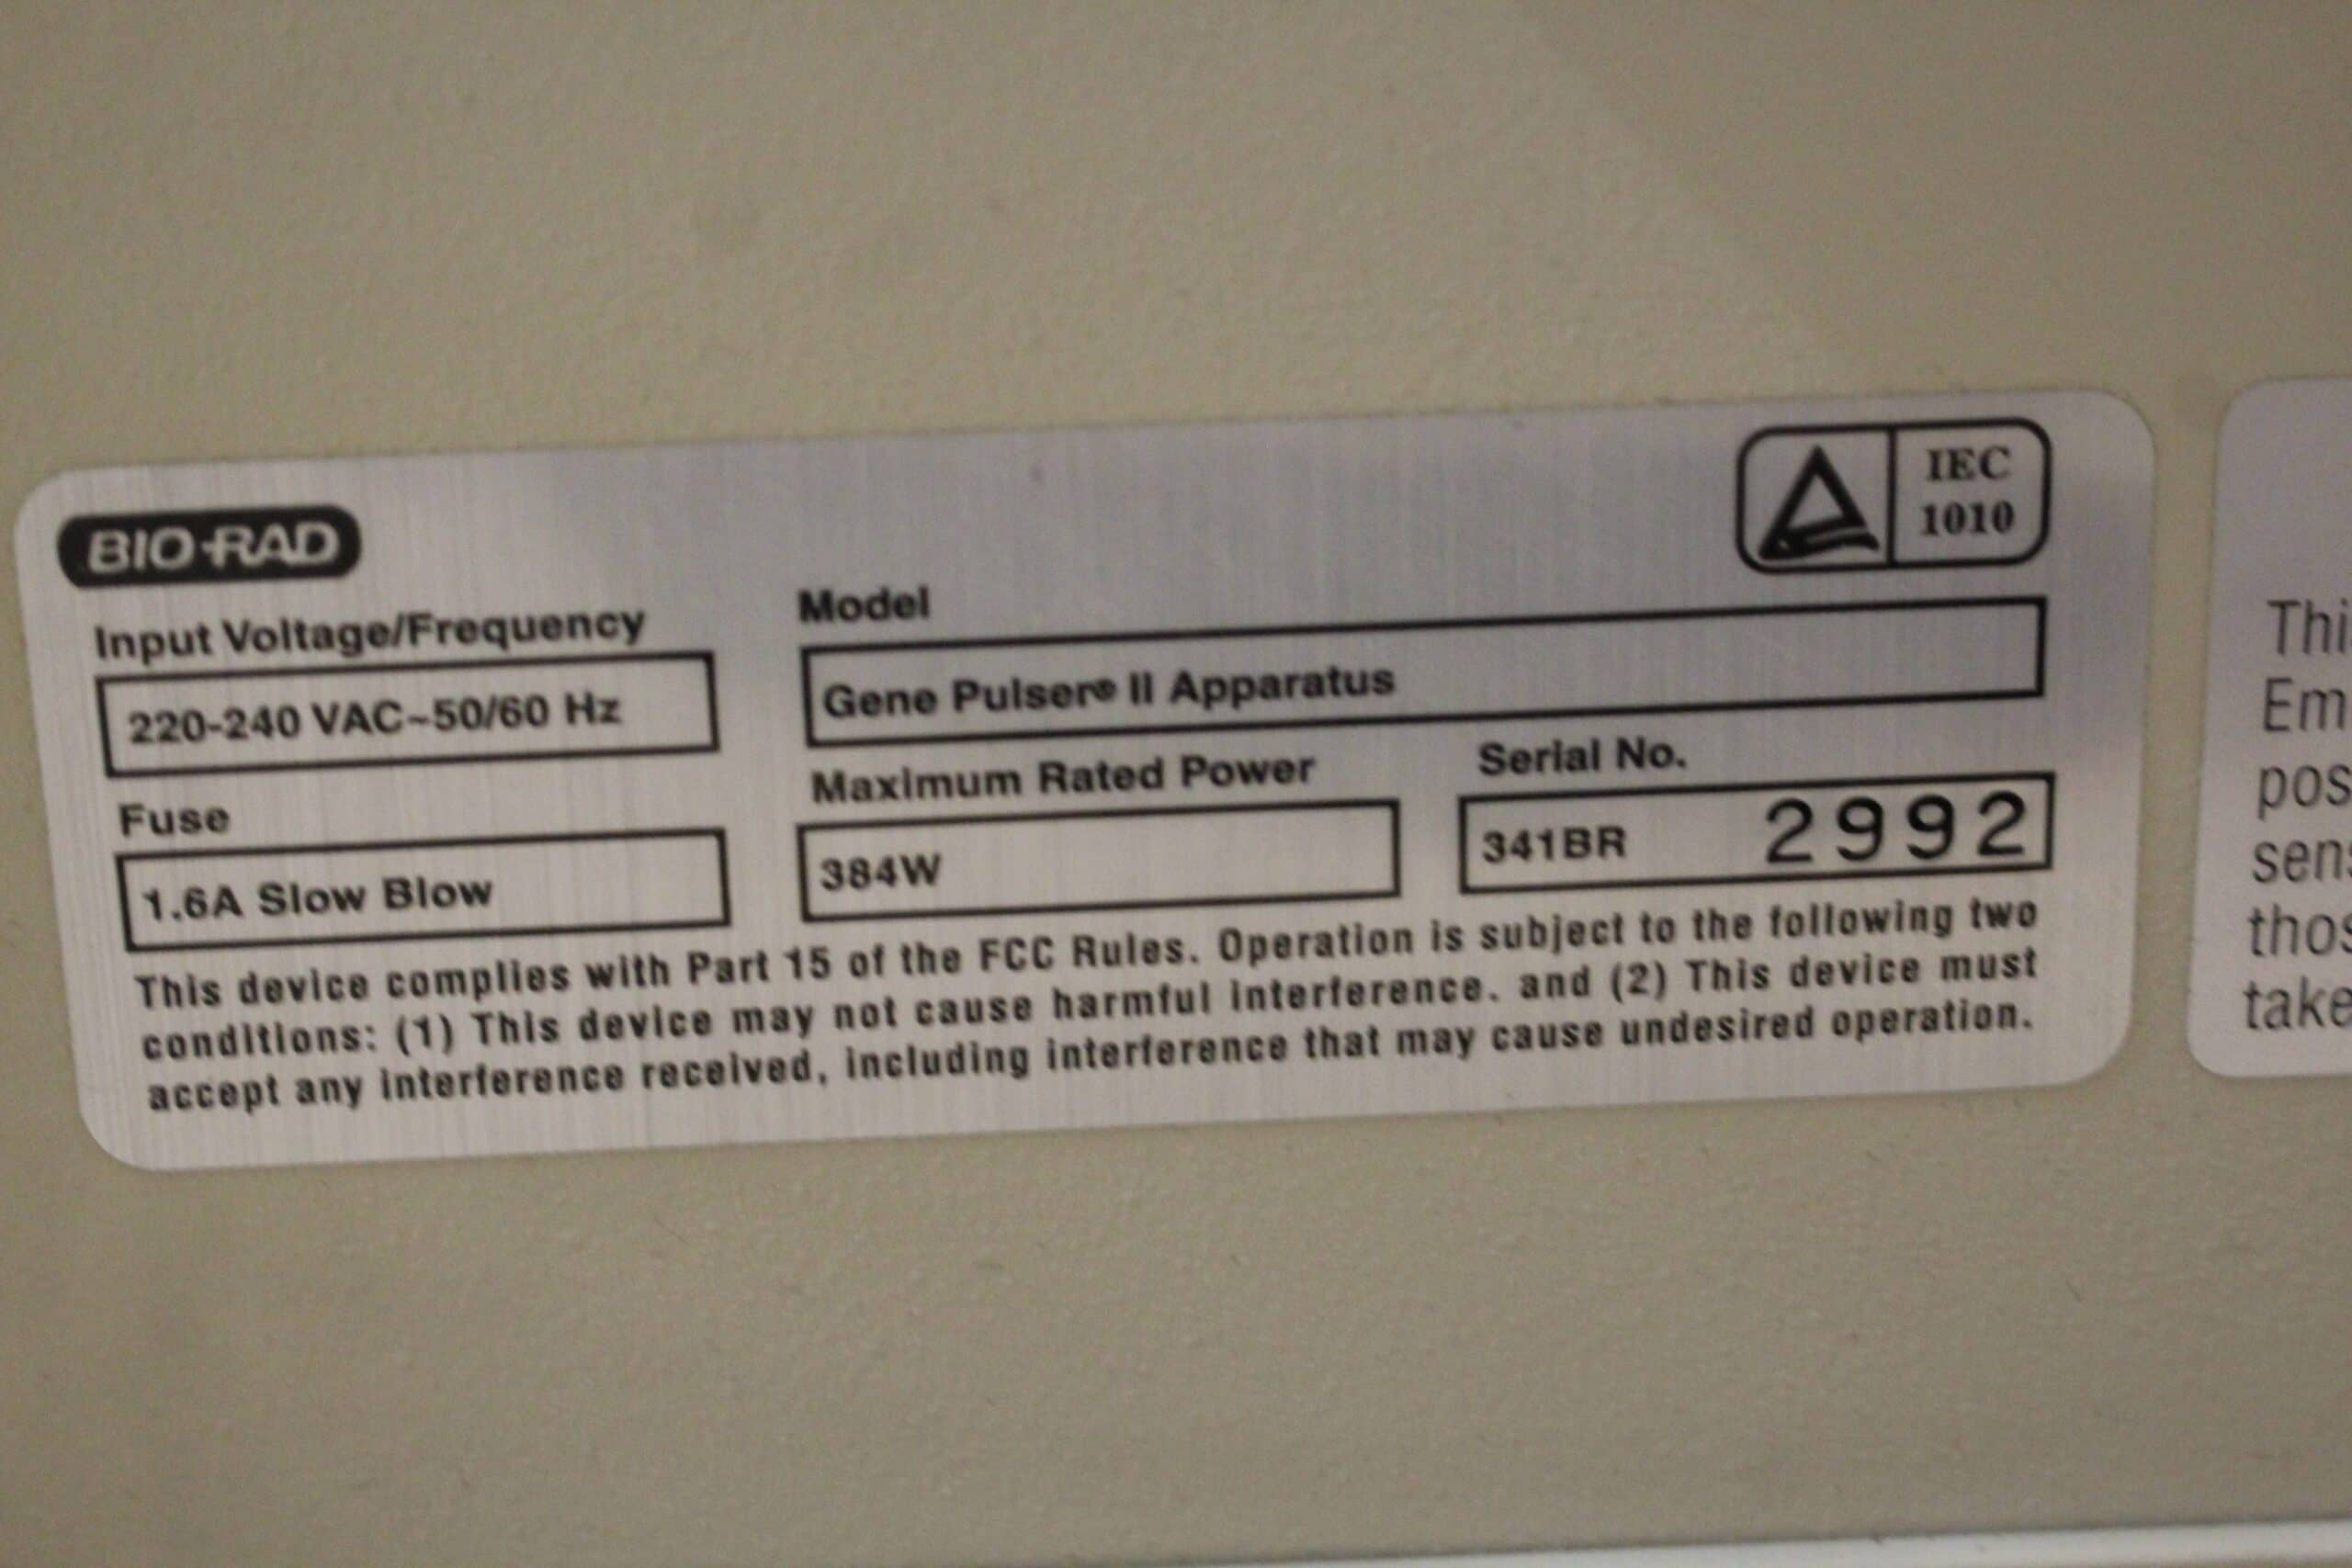 BIO-RAD
IEC
1010
Input Voltage/Frequency
220-240 VAC~50/60 Hz
Model
Gene Pulser® II Apparatus
Fuse
1.6A Slow Blow
Maximum Rated Power
384W
Serial No.
341BR 2992
This device complies with Part 15 of the FCC Rules. Operation is subject to the following two
conditions: (1) This device may not cause harmful interference. and (2) This device must
accept any interference received, including interference that may cause undesired operation.
Thi
Em
pos
sens
thos
take